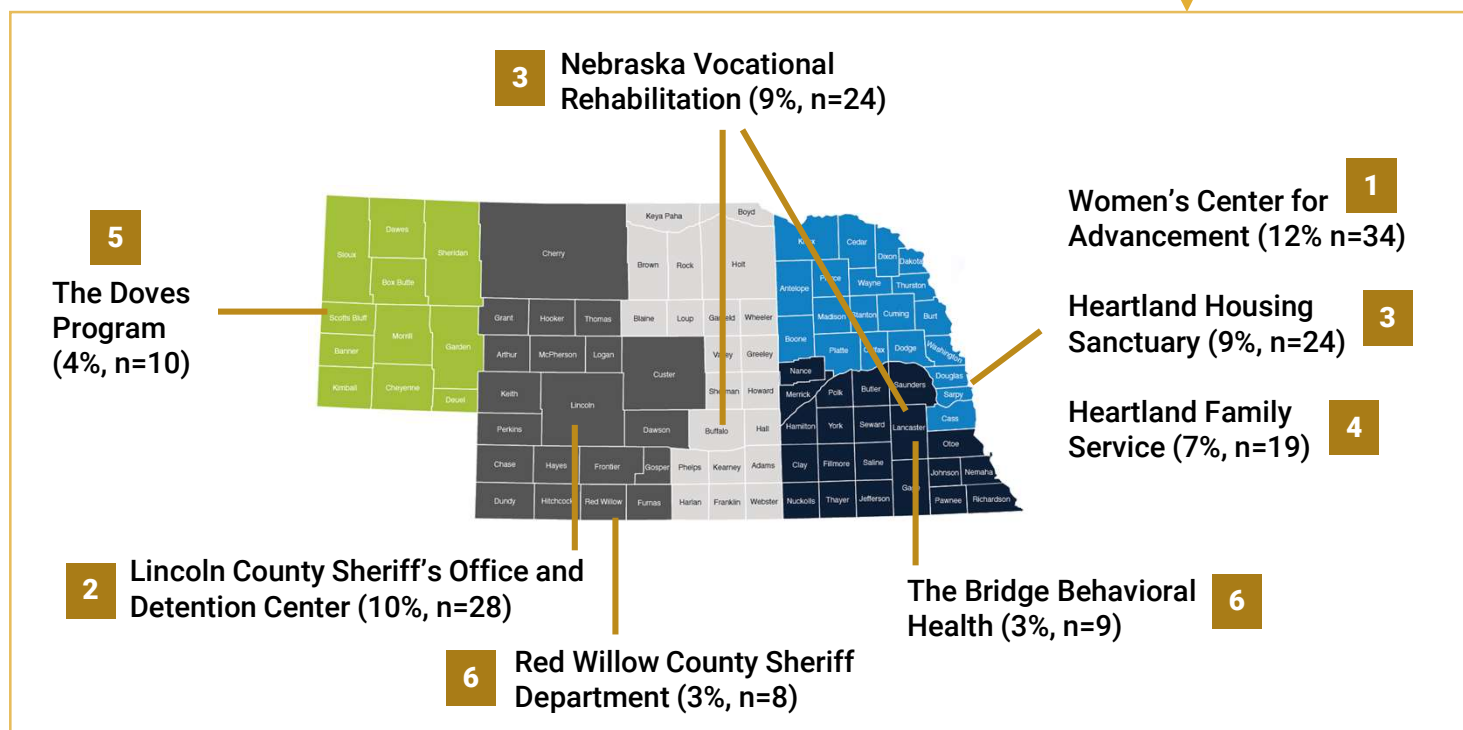 3
Nebraska Vocational
Rehabilitation (9%, n=24)
1
Women's Center for
Advancement (12% n=34)
5
The Doves
Program
(4%, n=10)
Heartland Housing
Sanctuary (9%, n=24)
3
Heartland Family
Service (7%, n=19)
4
Sioux
Dawes
Sheridan
Box Butte
Scotts Bluff
Morrill
Garden
Banner
Kimball
Cheyenne
Deuel
Cherry
Grant
Hooker
Thomas
Arthur
McPherson
Logan
Keith
Lincoln
Custer
Perkins
Dawson
Chase
Hayes
Frontier
Gosper
Dundy
Hitchcock
Red Willow
Furnas
Keya Paha
Boyd
Brown
Rock
Holt
Blaine
Loup
Garfield
Wheeler
Valley
Greeley
Sherman
Howard
Buffalo
Hall
Phelps
Kearney
Adams
Harlan
Franklin
Webster
Knox
Cedar
Dixon
Dakota
Antelope
Pierce
Wayne
Thurston
Madison
Stanton
Cuming
Burt
Boone
Platte
Colfax
Dodge
Washington
Douglas
Sarpy
Cass
Nance
Merrick
Polk
Butler
Saunders
Hamilton
York
Seward
Lancaster
Otoe
Clay
Fillmore
Saline
Gage
Johnson
Nemaha
Nuckolls
Thayer
Jefferson
Pawnee
Richardson
2
Lincoln County Sheriff's Office and
Detention Center (10%, n=28)
The Bridge Behavioral
Health (3%, n=9)
6
6
Red Willow County Sheriff
Department (3%, n=8)